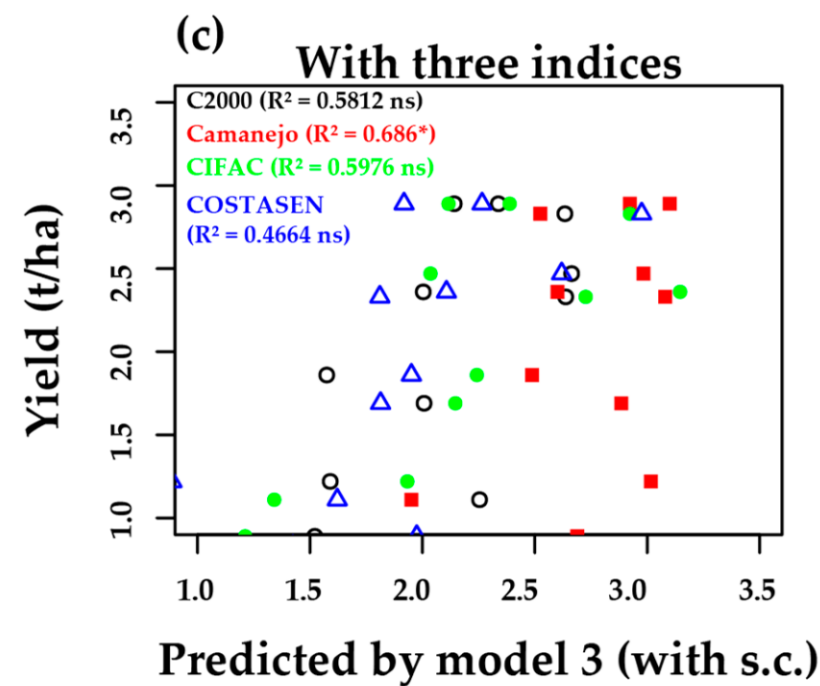 (c)
With three indices
C2000 (R² = 0.5812 ns)
Camanejo (R² = 0.686*)
CIFAC (R² = 0.5976 ns)
COSTASEN
(R² = 0.4664 ns)
Yield (t/ha)
3.5
3.0
2.5
2.0
1.5
1.0
1.0 1.5 2.0 2.5 3.0 3.5
Predicted by model 3 (with s.c.)